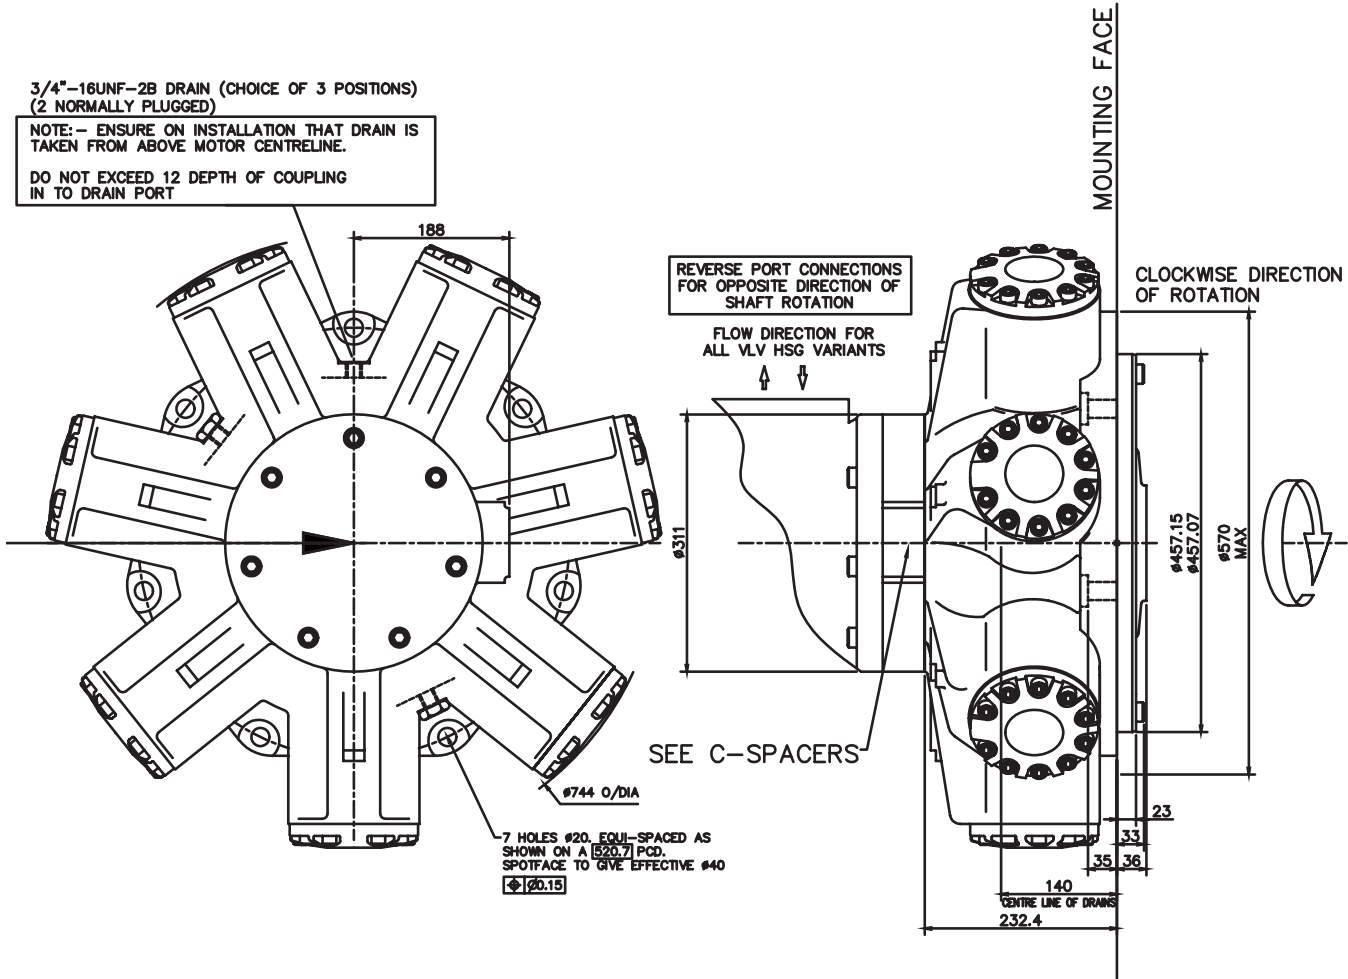 3/4"-16UNF-2B DRAIN (CHOICE OF 3 POSITIONS)
(2 NORMALLY PLUGGED)
NOTE:- ENSURE ON INSTALLATION THAT DRAIN IS
TAKEN FROM ABOVE MOTOR CENTRELINE.
DO NOT EXCEED 12 DEPTH OF COUPLING
IN TO DRAIN PORT
188
ø744 O/DIA
7 HOLES ø20. EQUI-SPACED AS
SHOWN ON A 520.7 PCD.
SPOTFACE TO GIVE EFFECTIVE ø40
⌖ Ø0.15
MOUNTING FACE
REVERSE PORT CONNECTIONS
FOR OPPOSITE DIRECTION OF
SHAFT ROTATION
FLOW DIRECTION FOR
ALL VLV HSG VARIANTS
CLOCKWISE DIRECTION
OF ROTATION
ø311
ø457.15
ø457.07
ø570
MAX
SEE C-SPACERS
23
33
35
36
140
CENTRE LINE OF DRAINS
232.4